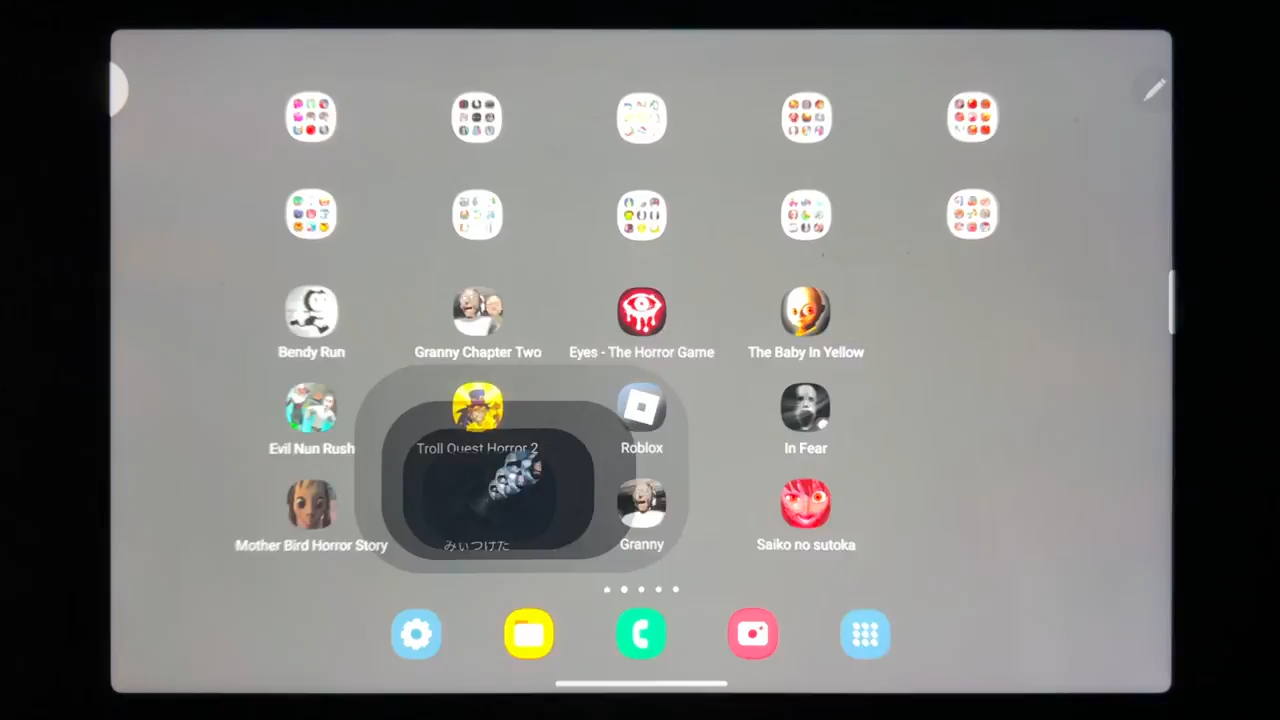 Bendy Run
Granny Chapter Two
Eyes - The Horror Game
The Baby In Yellow
Evil Nun Rush
Troll Quest Horror 2
Roblox
In Fear
Mother Bird Horror Story
みぃつけた
Granny
Saiko no sutoka